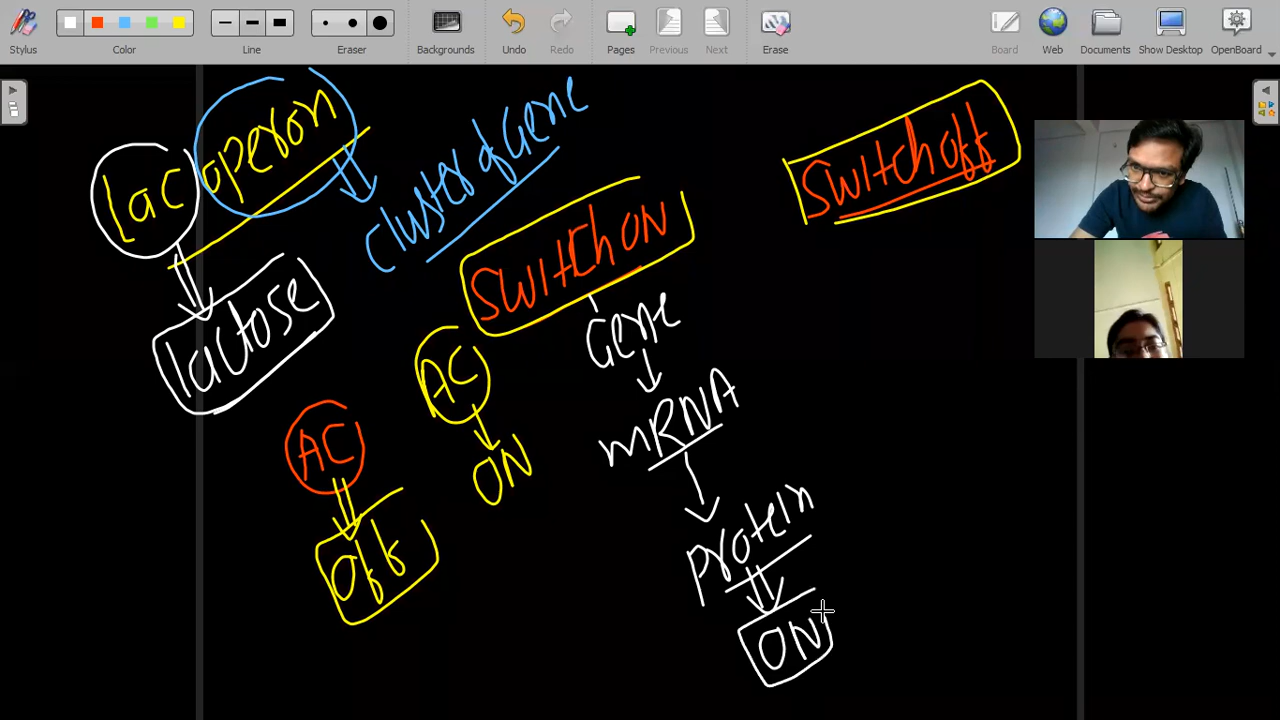 Stylus
Color
Line
Eraser
Backgrounds
Undo
Redo
Pages
Previous
Next
Erase
Board
Web
Documents
Show Desktop
OpenBoard
lac operon
cluster of Gene
Switch off
Switch ON
lactose
Gene
AC
mRNA
AC
ON
Protein
Off
ON